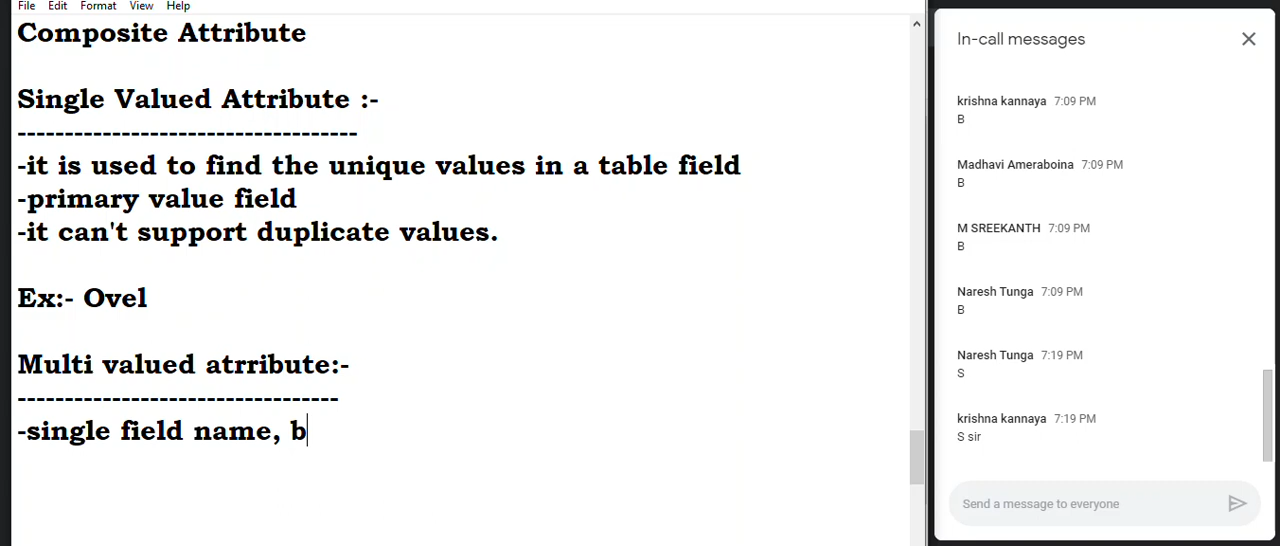 File Edit Format View Help
Composite Attribute
Single Valued Attribute :-
------------------------------------
-it is used to find the unique values in a table field
-primary value field
-it can't support duplicate values.
Ex:- Ovel
Multi valued atrribute:-
----------------------------------
-single field name, b
In-call messages
krishna kannaya 7:09 PM
B
Madhavi Ameraboina 7:09 PM
B
M SREEKANTH 7:09 PM
B
Naresh Tunga 7:09 PM
B
Naresh Tunga 7:19 PM
S
krishna kannaya 7:19 PM
S sir
Send a message to everyone